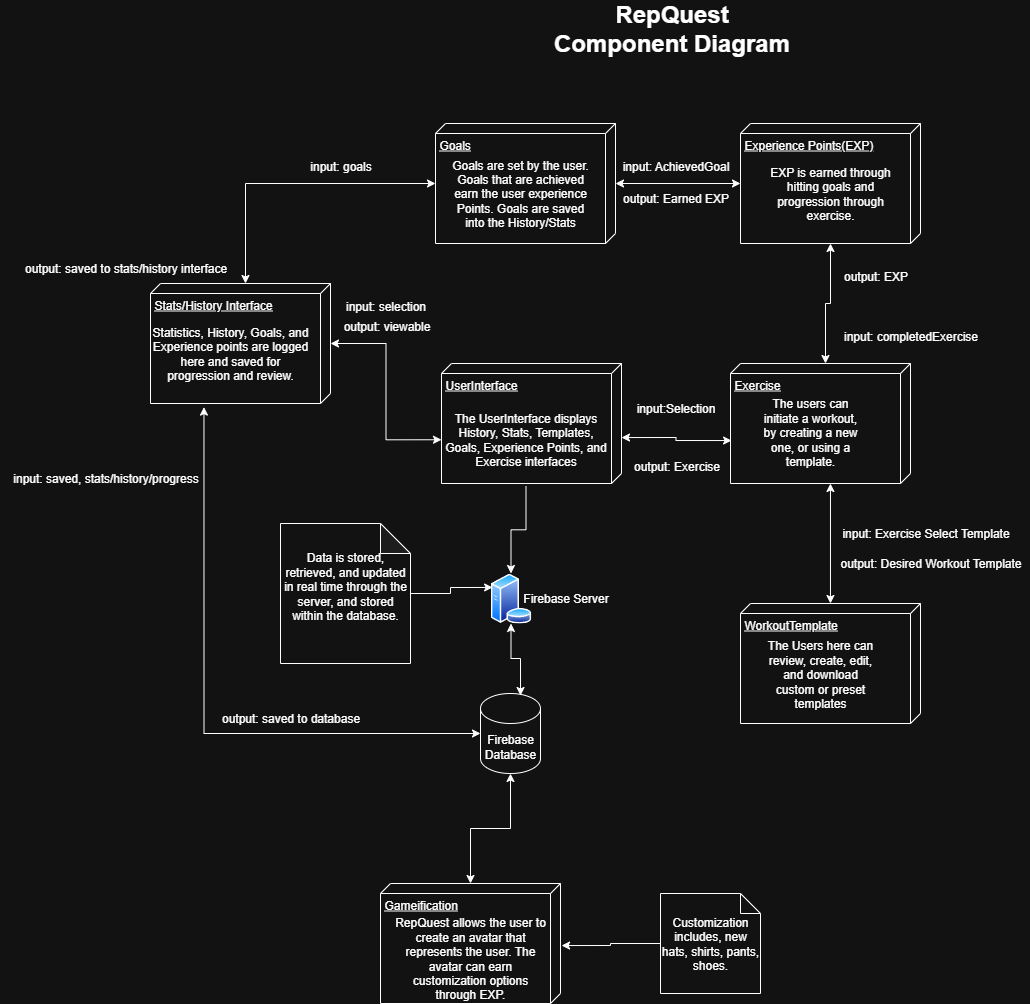 RepQuest
Component Diagram
Goals
Goals are set by the user.
Goals that are achieved
earn the user experience
Points. Goals are saved
into the History/Stats
input: AchievedGoal
output: Earned EXP
Experience Points(EXP)
EXP is earned through
hitting goals and
progression through
exercise.
input: goals
output: saved to stats/history interface
output: EXP
input: completedExercise
Stats/History Interface
Statistics, History, Goals, and
Experience points are logged
here and saved for
progression and review.
input: selection
output: viewable
UserInterface
The UserInterface displays
History, Stats, Templates,
Goals, Experience Points, and
Exercise interfaces
input:Selection
output: Exercise
Exercise
The users can
initiate a workout,
by creating a new
one, or using a
template.
input: saved, stats/history/progress
input: Exercise Select Template
output: Desired Workout Template
Data is stored,
retrieved, and updated
in real time through the
server, and stored
within the database.
Firebase Server
WorkoutTemplate
The Users here can
review, create, edit,
and download
custom or preset
templates
output: saved to database
Firebase
Database
Gameification
RepQuest allows the user to
create an avatar that
represents the user. The
avatar can earn
customization options
through EXP.
Customization
includes, new
hats, shirts, pants,
shoes.